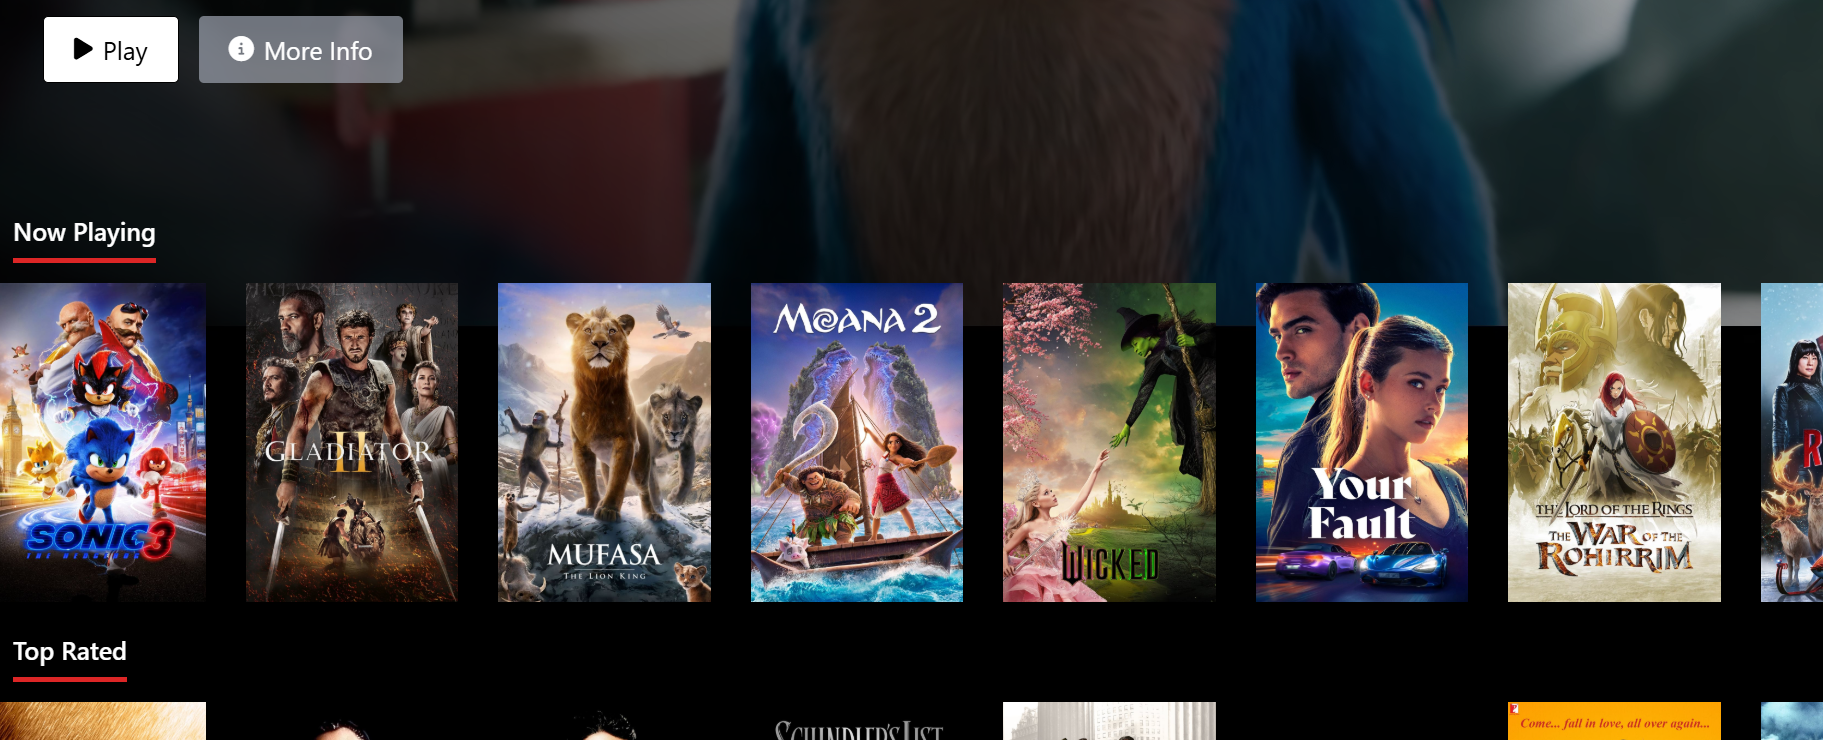 Play
More Info
Now Playing
SONIC 3
THE HEDGEHOG
GLADIATOR
II
MUFASA
THE LION KING
MOANA 2
WICKED
Your
Fault
THE LORD OF THE RINGS
THE WAR OF THE
ROHIRRIM
R
Top Rated
SCHINDLER'S LIST
Come... fall in love, all over again...